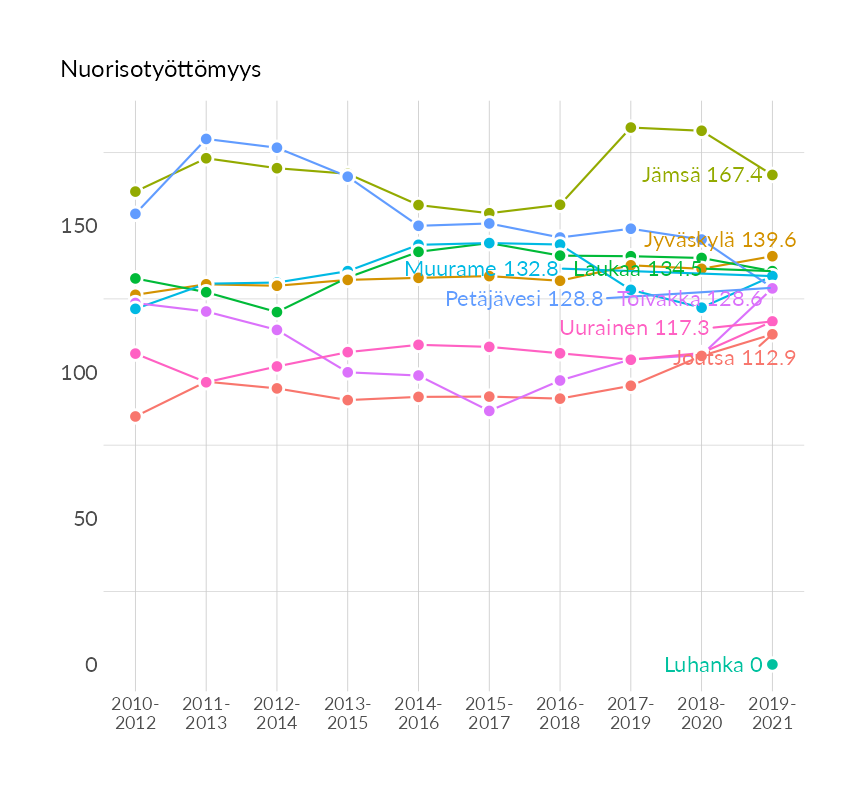 Nuorisotyöttömyys
Jämsä 167.4
150
Jyväskylä 139.6
Muurame 132.8
Laukaa 134.5
Petäjävesi 128.8
Toivakka 128.6
Uurainen 117.3
Joutsa 112.9
100
50
0
Luhanka 0
2010- 2011- 2012- 2013- 2014- 2015- 2016- 2017- 2018- 2019-
2012 2013 2014 2015 2016 2017 2018 2019 2020 2021